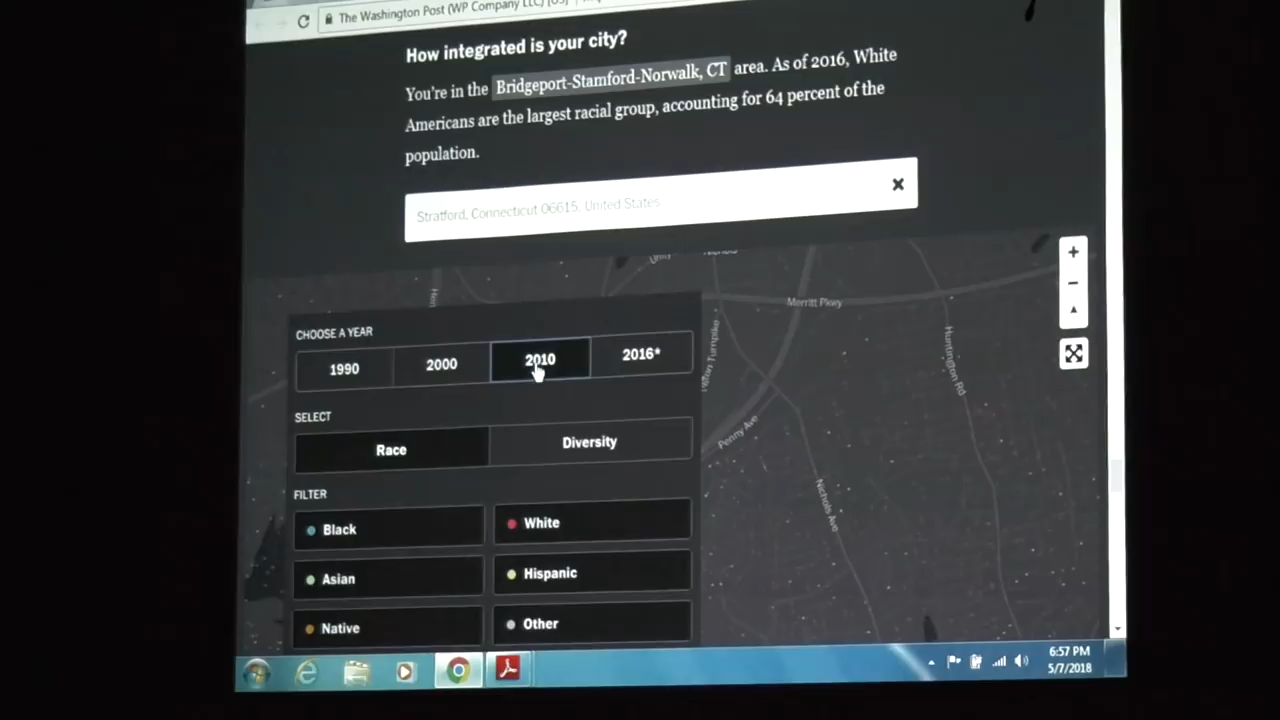 The Washington Post (WP Company LLC) [US]
How integrated is your city?
You're in the Bridgeport-Stamford-Norwalk, CT area. As of 2016, White
Americans are the largest racial group, accounting for 64 percent of the
population.
Stratford, Connecticut 06615, United States
Merritt Pkwy
CHOOSE A YEAR
1990
2000
2010
2016*
Huntington Rd
SELECT
Race
Diversity
Penny Ave
FILTER
Nichols Ave
Black
White
Asian
Hispanic
Native
Other
6:57 PM
5/7/2018